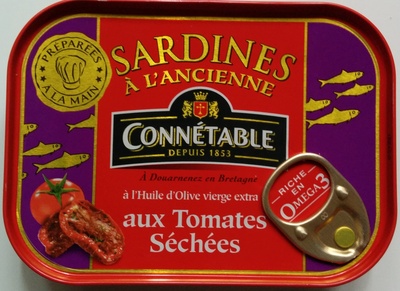 PRÉPARÉES
À LA MAIN
SARDINES
À L'ANCIENNE
CONNÉTABLE
DEPUIS 1853
À Douarnenez en Bretagne
à l'Huile d'Olive vierge extra
aux Tomates
Séchées
RICHE EN
OMEGA 3